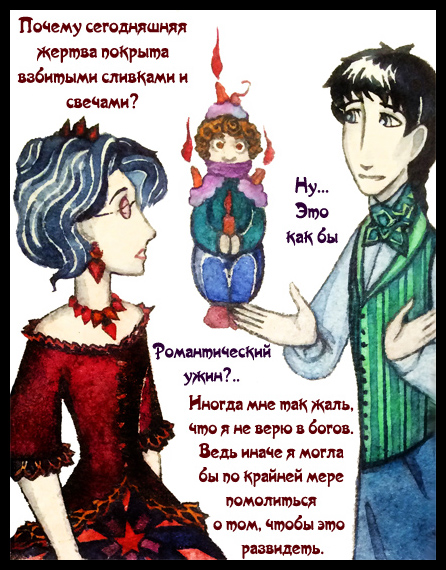 Почему сегодняшняя
жертва покрыта
взбитыми сливками и
свечами?
Ну...
Это
как бы
Романтический
ужин?..
Иногда мне так жаль,
что я не верю в богов.
Ведь иначе я могла
бы по крайней мере
помолиться
о том, чтобы это
развидеть.